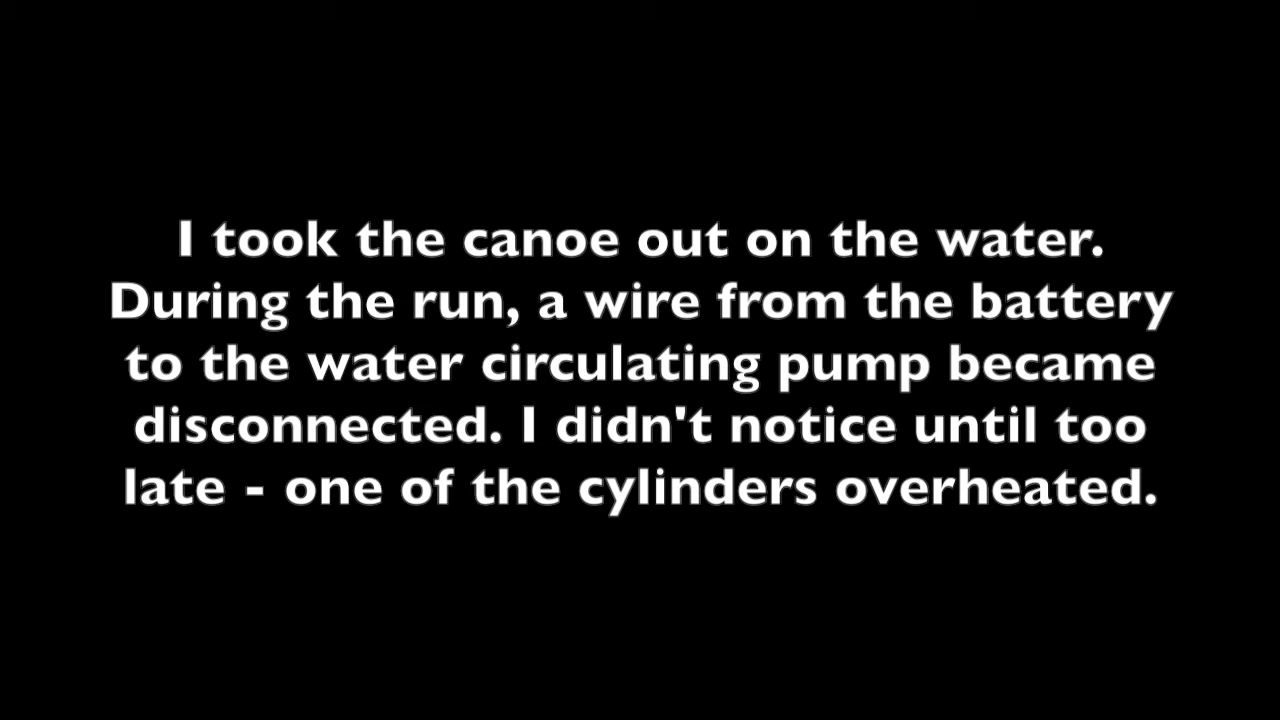 I took the canoe out on the water.
During the run, a wire from the battery
to the water circulating pump became
disconnected. I didn't notice until too
late - one of the cylinders overheated.